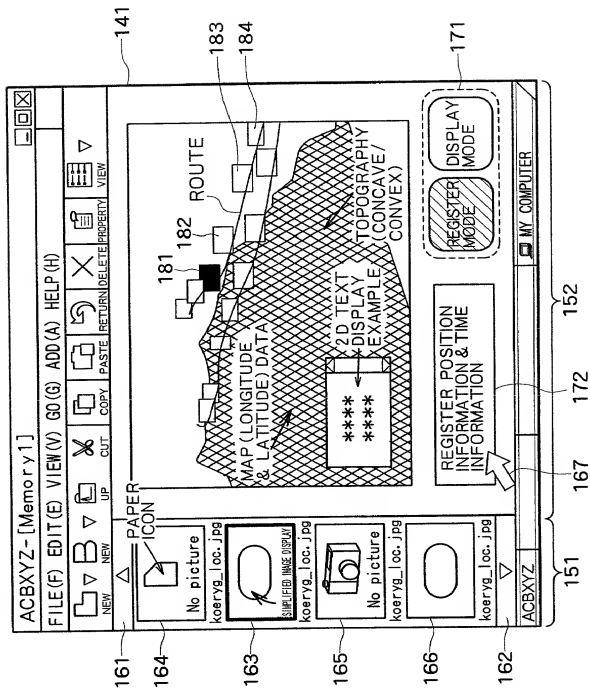 ACBXYZ-[Memory1]
FILE(F) EDIT(E) VIEW(V) GO(G) ADD(A) HELP(H)
NEW NEW UP CUT COPY PASTE RETURN DELETE PROPERTY VIEW
161
PAPER
ICON
164
No picture
koeryg_loc.jpg
163
SIMPLIFIED IMAGE DISPLAY
koeryg_loc.jpg
165
No picture
koeryg_loc.jpg
166
koeryg_loc.jpg
162
181
182
ROUTE
183
184
141
MAP(LONGITUDE
& LATITUDE) DATA
2D TEXT
DISPLAY
EXAMPLE
****
****
TOPOGRAPHY
(CONCAVE/
CONVEX)
REGISTER POSITION
INFORMATION & TIME
INFORMATION
REGISTER
MODE
DISPLAY
MODE
171
ACBXYZ
MY COMPUTER
151
167
172
152